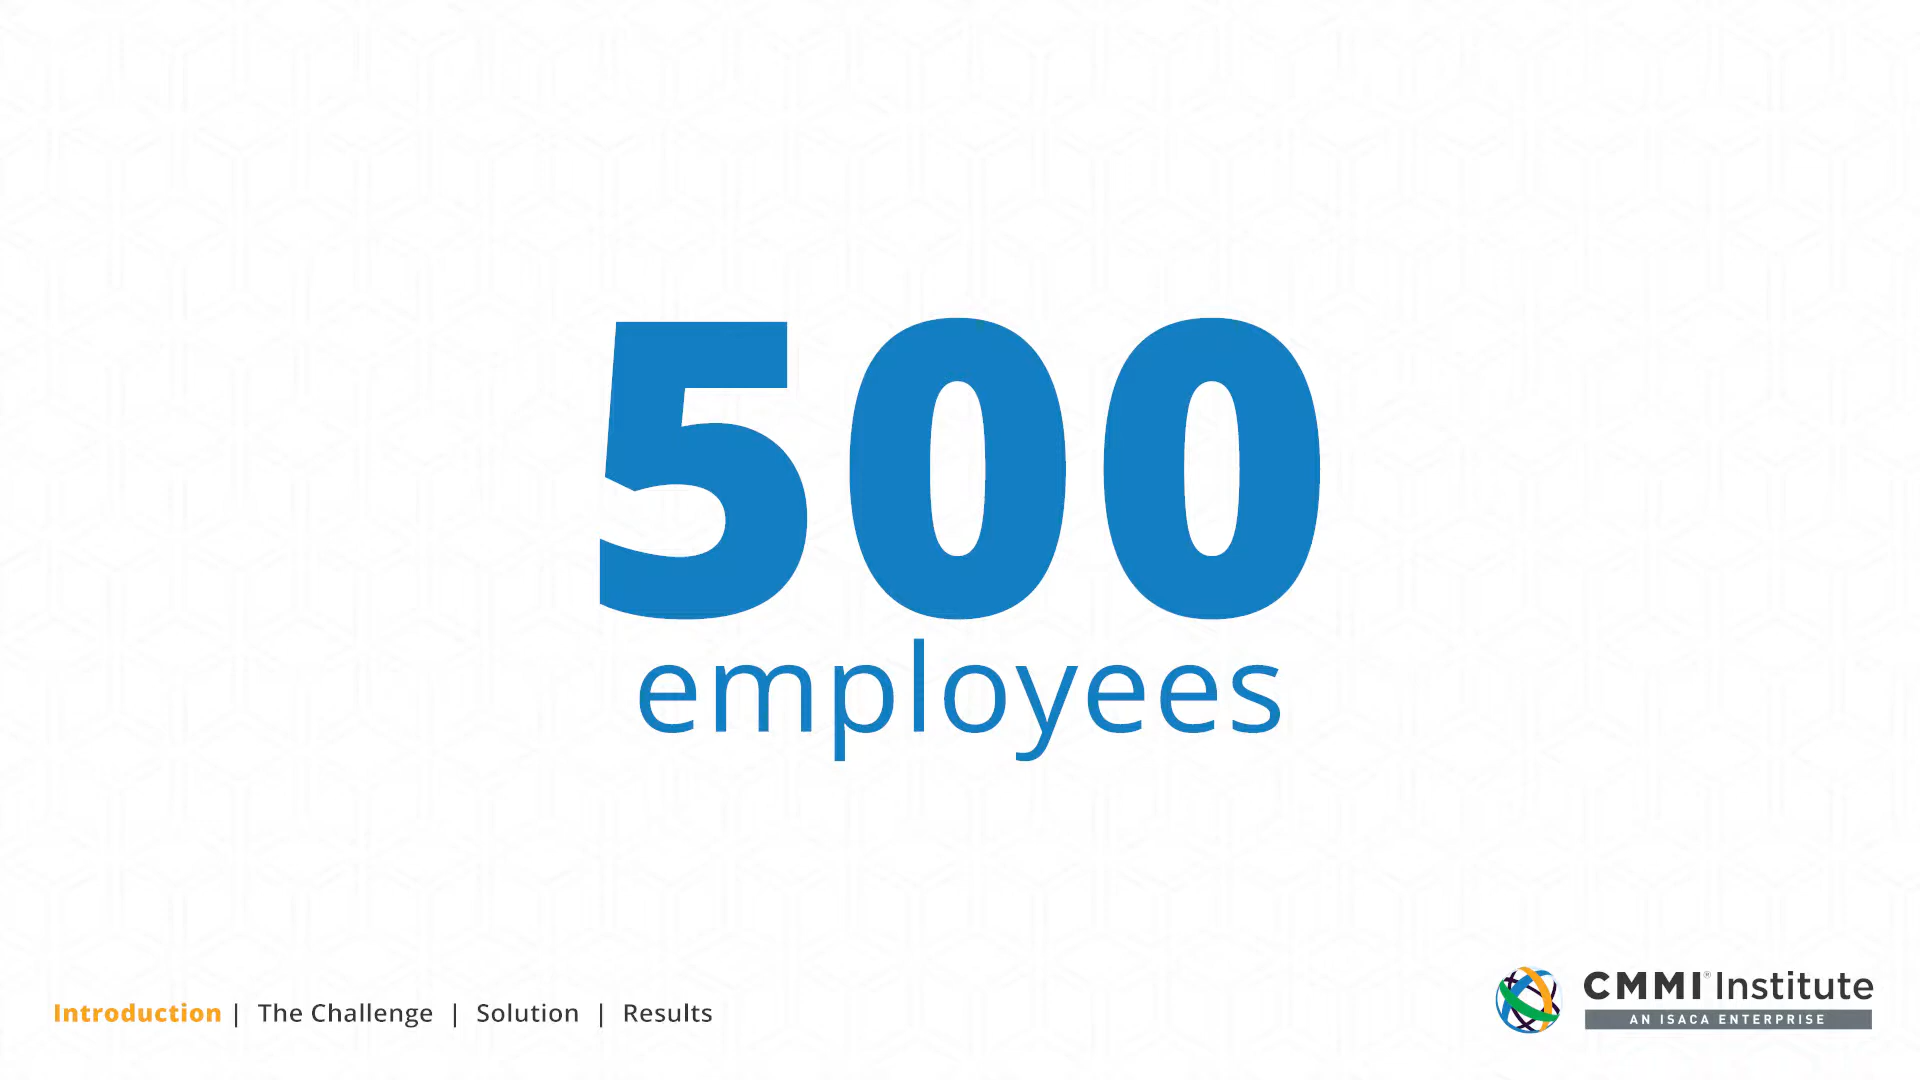 500
employees
Introduction | The Challenge | Solution | Results
CMMI® Institute
AN ISACA ENTERPRISE